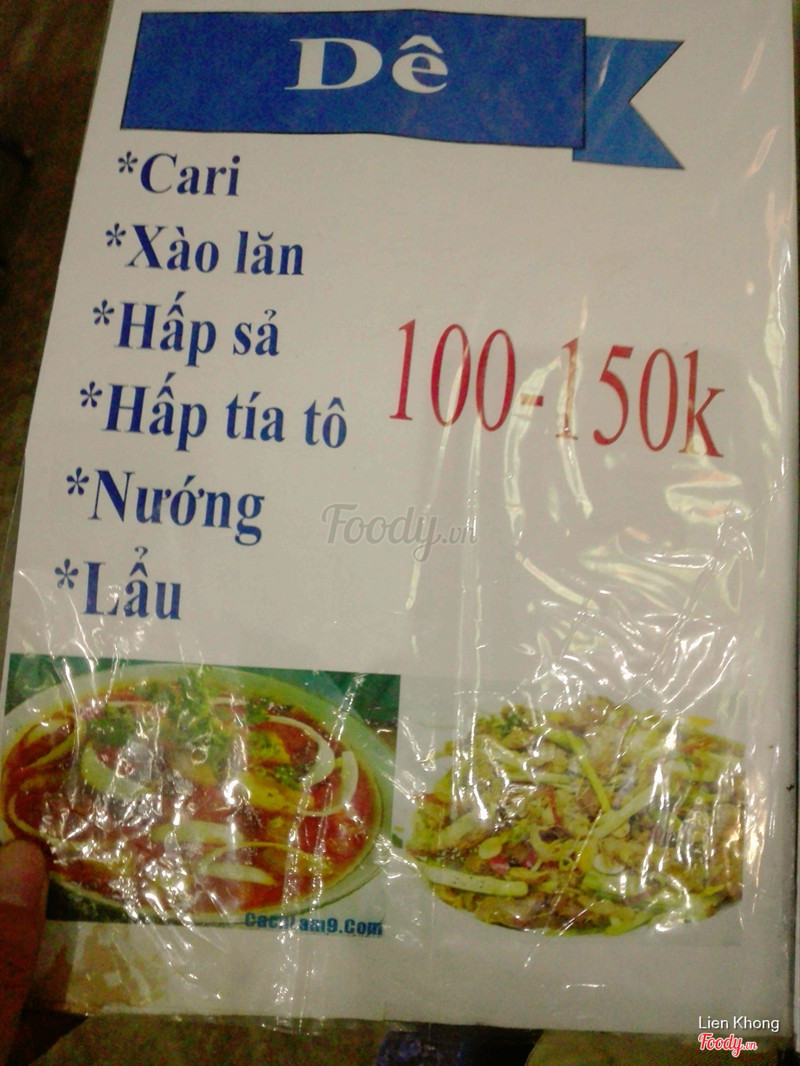 Dê
*Cari
*Xào lăn
*Hấp sả
*Hấp tía tô
100-150k
*Nướng
*Lẩu
Foody.vn
Lien Khong
Foody.vn